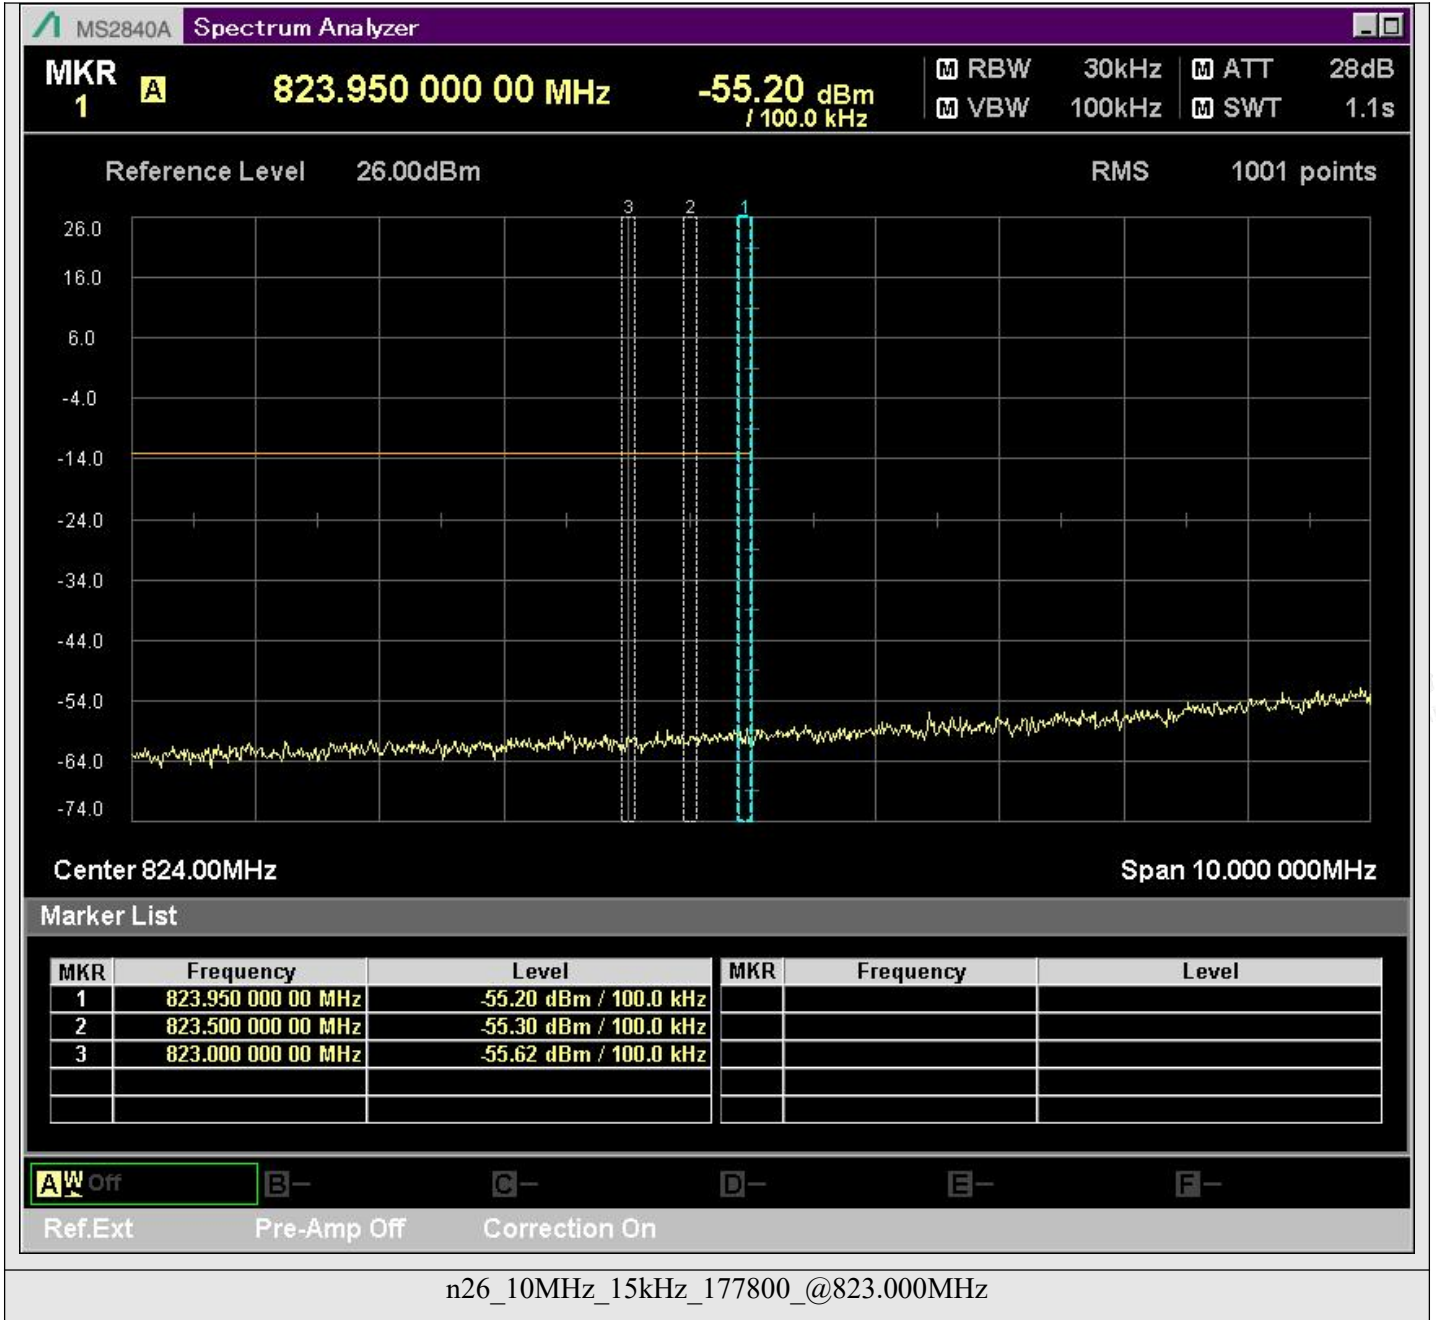 MS2840A Spectrum Analyzer
MKR 1 A 823.950 000 00 MHz -55.20 dBm / 100.0 kHz
M RBW 30kHz M ATT 28dB
M VBW 100kHz M SWT 1.1s
Reference Level 26.00dBm RMS 1001 points
3 2 1
26.0
16.0
6.0
-4.0
-14.0
-24.0
-34.0
-44.0
-54.0
-64.0
-74.0
Center 824.00MHz Span 10.000 000MHz
Marker List
MKR Frequency Level MKR Frequency Level
1 823.950 000 00 MHz -55.20 dBm / 100.0 kHz
2 823.500 000 00 MHz -55.30 dBm / 100.0 kHz
3 823.000 000 00 MHz -55.62 dBm / 100.0 kHz
A W Off B— C— D— E— F—
Ref.Ext Pre-Amp Off Correction On
n26_10MHz_15kHz_177800_@823.000MHz